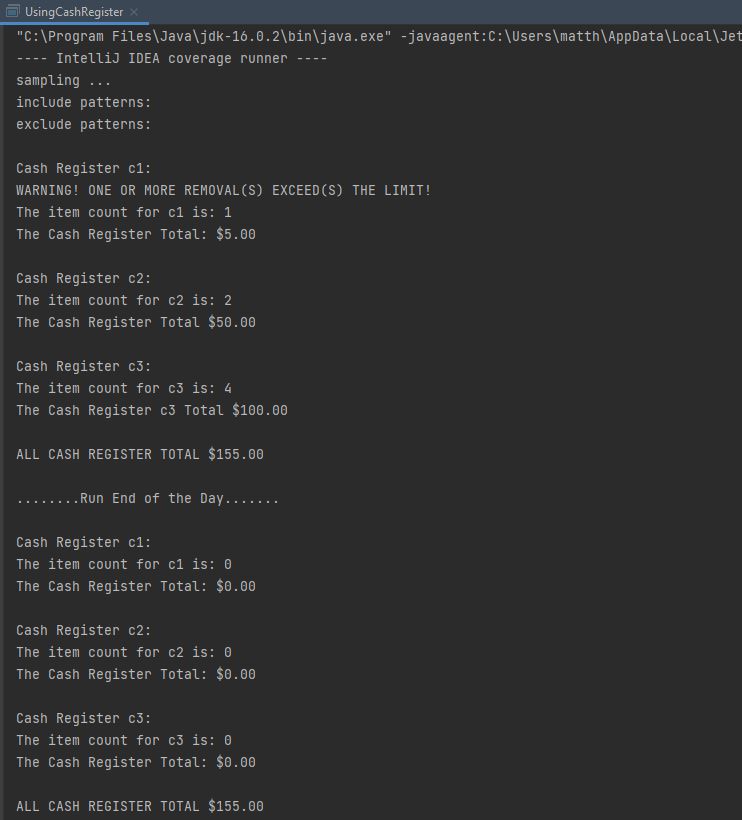 UsingCashRegister
"C:\Program Files\Java\jdk-16.0.2\bin\java.exe" -javaagent:C:\Users\matth\AppData\Local\Jet
---- IntelliJ IDEA coverage runner ----
sampling ...
include patterns:
exclude patterns:
Cash Register c1:
WARNING! ONE OR MORE REMOVAL(S) EXCEED(S) THE LIMIT!
The item count for c1 is: 1
The Cash Register Total: $5.00
Cash Register c2:
The item count for c2 is: 2
The Cash Register Total $50.00
Cash Register c3:
The item count for c3 is: 4
The Cash Register c3 Total $100.00
ALL CASH REGISTER TOTAL $155.00
........Run End of the Day.......
Cash Register c1:
The item count for c1 is: 0
The Cash Register Total: $0.00
Cash Register c2:
The item count for c2 is: 0
The Cash Register Total: $0.00
Cash Register c3:
The item count for c3 is: 0
The Cash Register Total: $0.00
ALL CASH REGISTER TOTAL $155.00